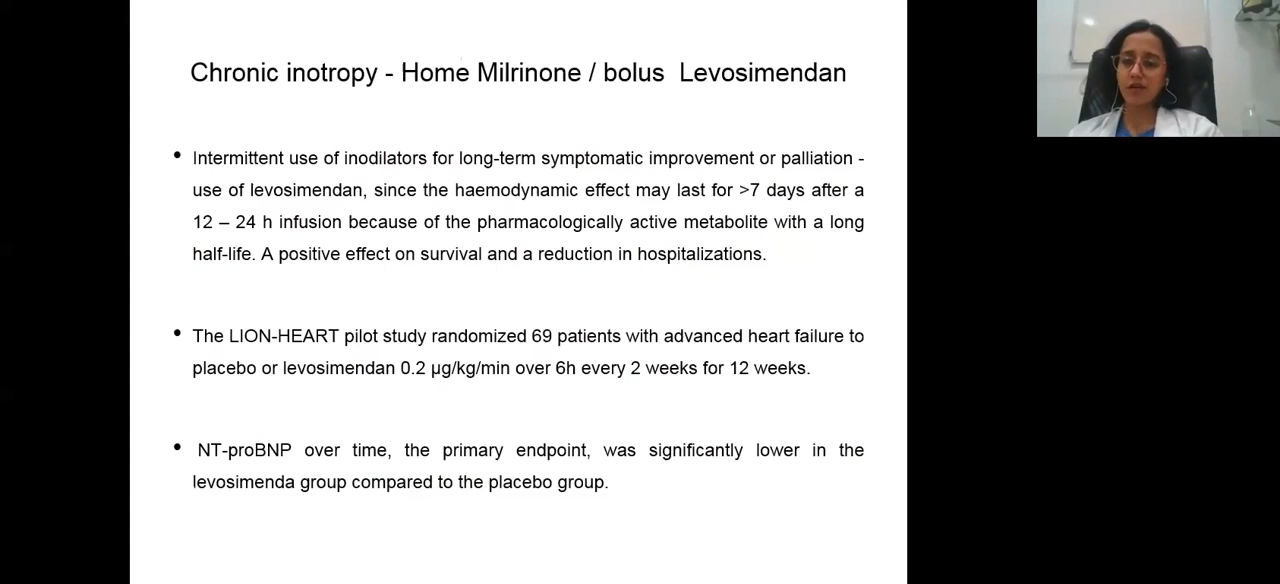 Chronic inotropy - Home Milrinone / bolus Levosimendan
• Intermittent use of inodilators for long-term symptomatic improvement or palliation -
use of levosimendan, since the haemodynamic effect may last for >7 days after a
12 – 24 h infusion because of the pharmacologically active metabolite with a long
half-life. A positive effect on survival and a reduction in hospitalizations.
• The LION-HEART pilot study randomized 69 patients with advanced heart failure to
placebo or levosimendan 0.2 µg/kg/min over 6h every 2 weeks for 12 weeks.
• NT-proBNP over time, the primary endpoint, was significantly lower in the
levosimenda group compared to the placebo group.